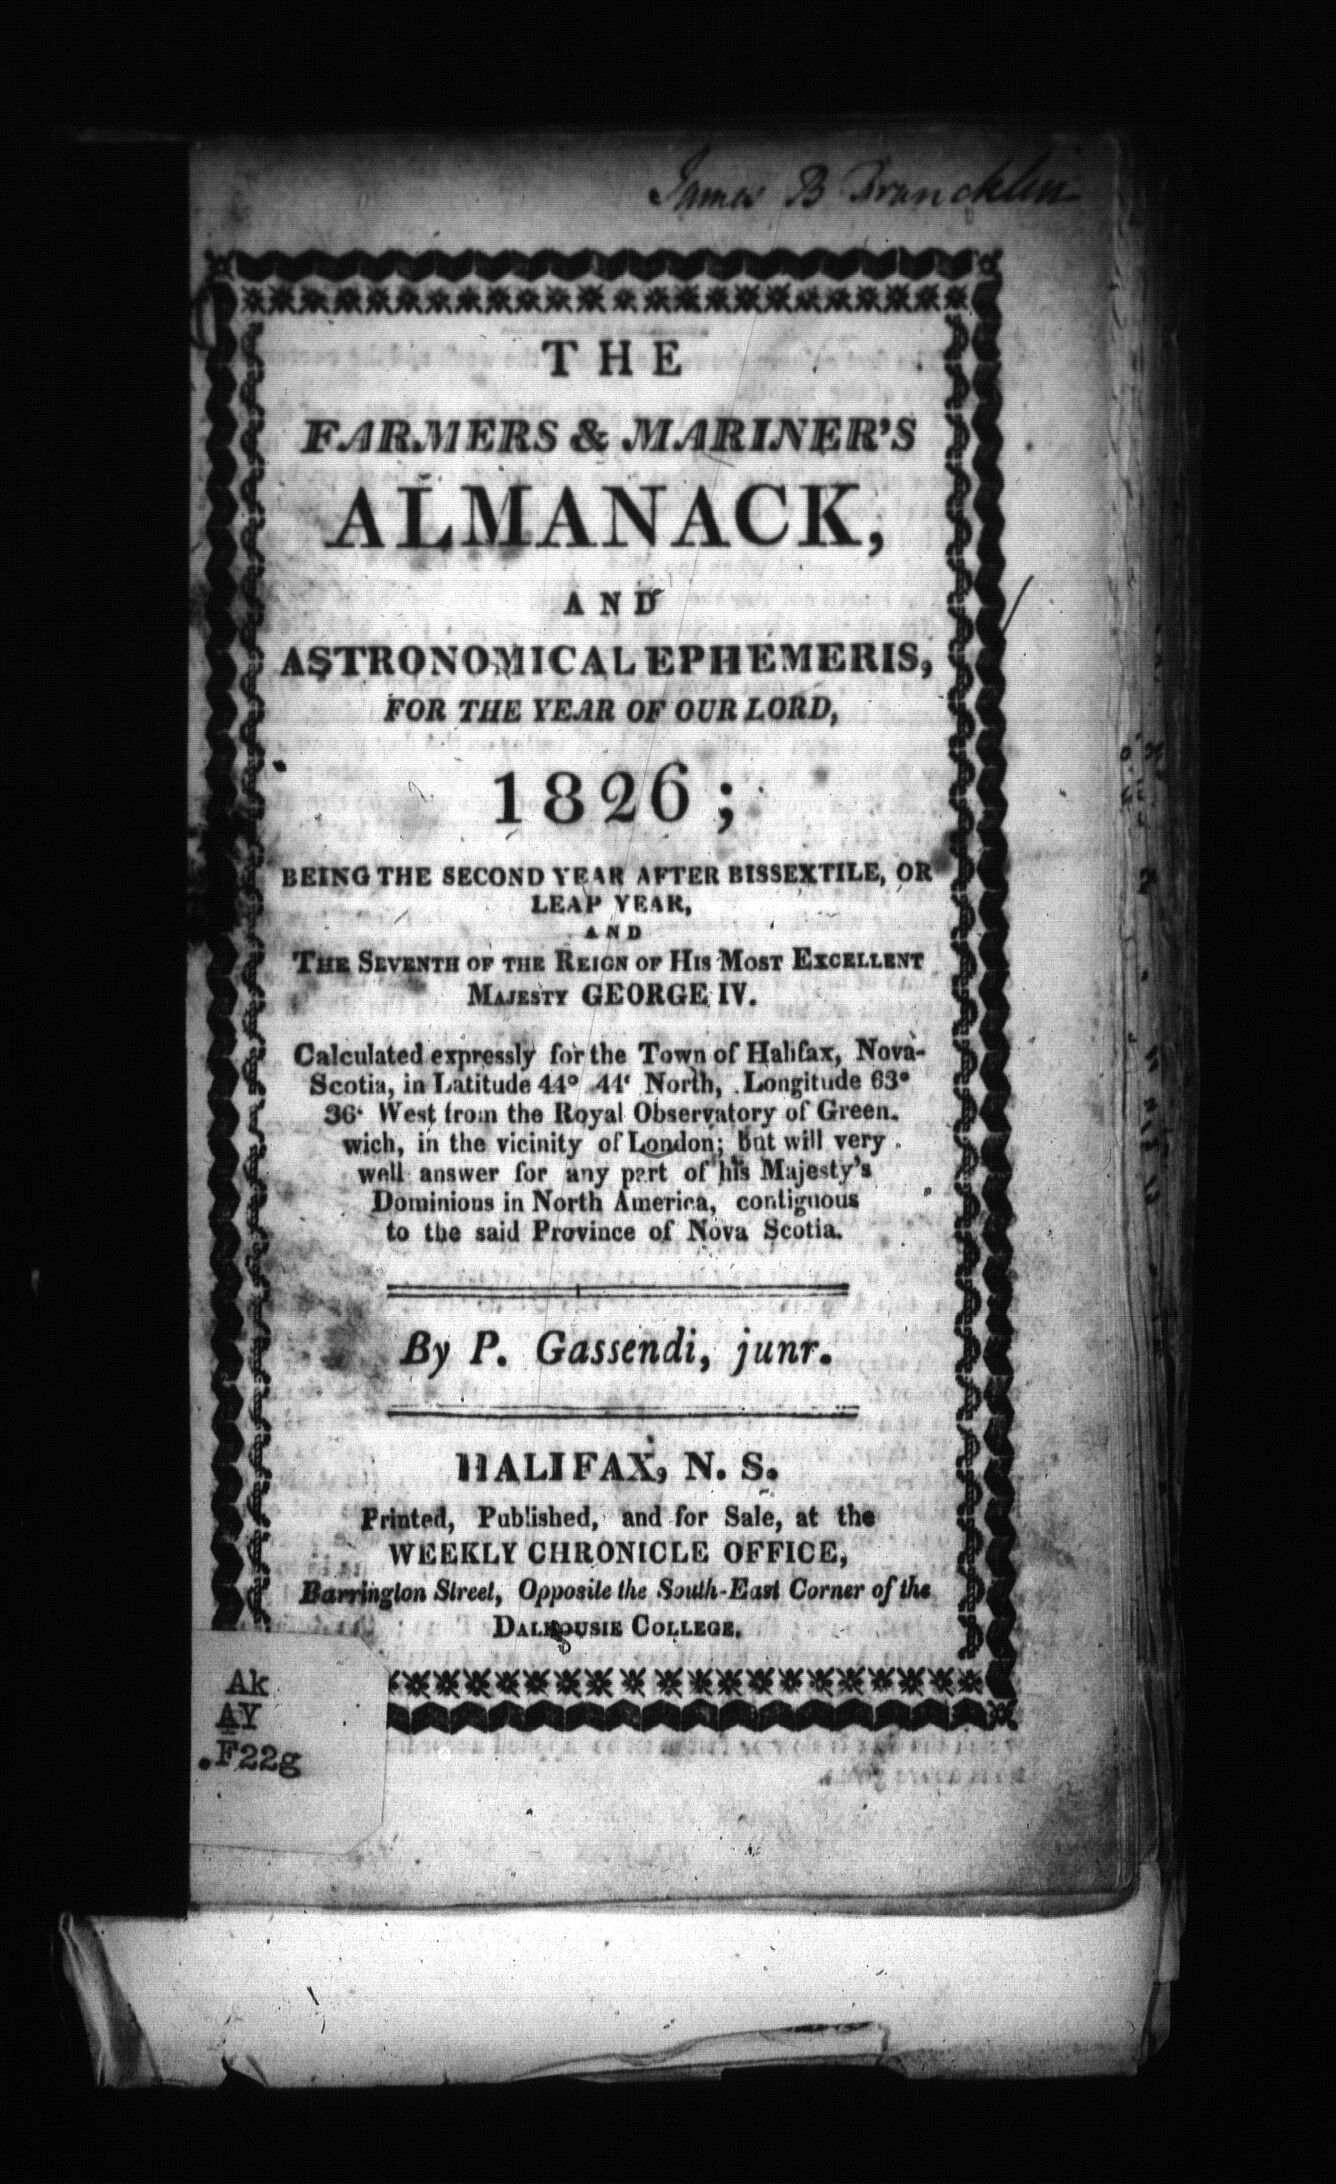 James B Francklin
THE
FARMERS & MARINER'S
ALMANACK,
AND
ASTRONOMICAL EPHEMERIS,
FOR THE YEAR OF OUR LORD,
1826;
BEING THE SECOND YEAR AFTER BISSEXTILE, OR
LEAP YEAR,
AND
THE SEVENTH OF THE REIGN OF HIS MOST EXCELLENT
MAJESTY GEORGE IV.
Calculated expressly for the Town of Halifax, Nova-
Scotia, in Latitude 44° 44‘ North, Longitude 63°
36‘ West from the Royal Observatory of Green.
wich, in the vicinity of London; but will very
well answer for any part of his Majesty's
Dominions in North America, contiguous
to the said Province of Nova Scotia.
By P. Gassendi, junr.
HALIFAX, N. S.
Printed, Published, and for Sale, at the
WEEKLY CHRONICLE OFFICE,
Barrington Street, Opposite the South-East Corner of the
DALHOUSIE COLLEGE.
Ak
AY
.F22g